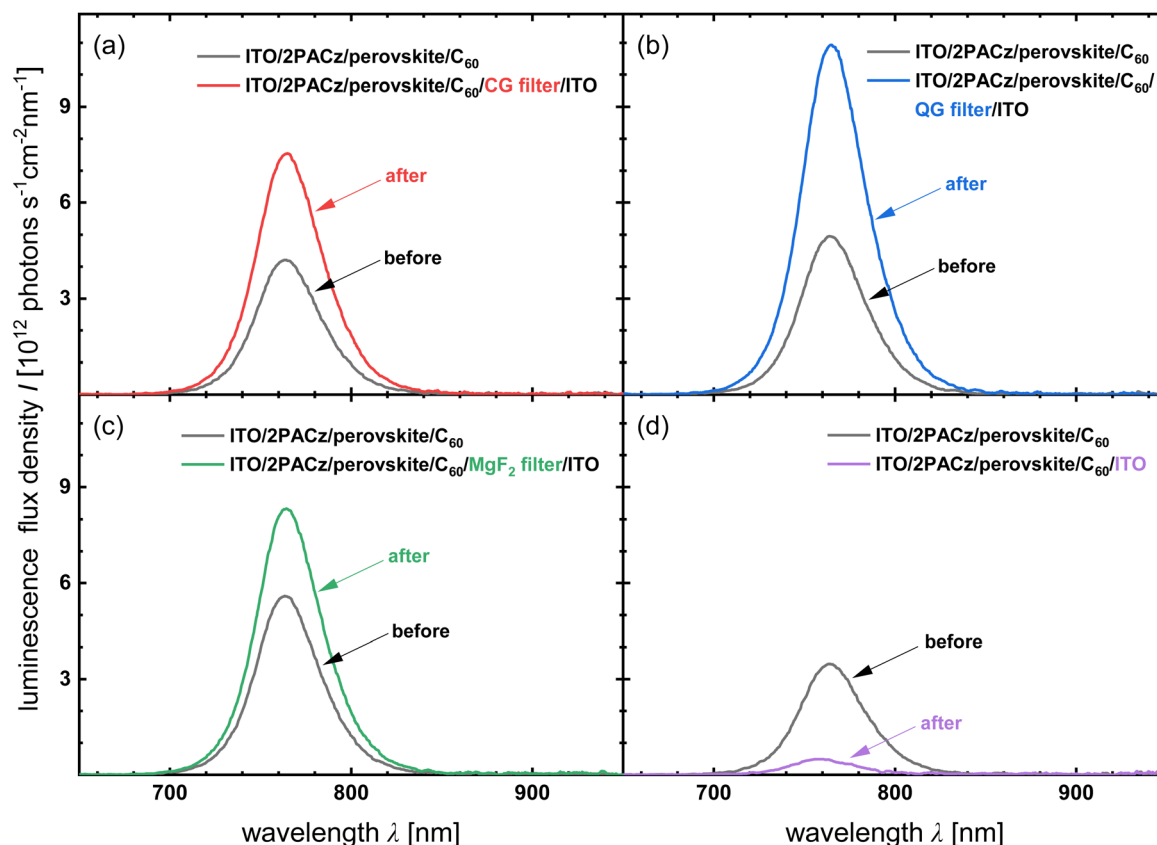 luminescence flux density I [10¹² photons s⁻¹cm⁻²nm⁻¹]
(a)
ITO/2PACz/perovskite/C₆₀
ITO/2PACz/perovskite/C₆₀/CG filter/ITO
after
before
9
6
3
(b)
ITO/2PACz/perovskite/C₆₀
ITO/2PACz/perovskite/C₆₀/
QG filter/ITO
after
before
(c)
ITO/2PACz/perovskite/C₆₀
ITO/2PACz/perovskite/C₆₀/MgF₂ filter/ITO
after
before
9
6
3
700 800 900
wavelength λ [nm]
(d)
ITO/2PACz/perovskite/C₆₀
ITO/2PACz/perovskite/C₆₀/ITO
before
after
700 800 900
wavelength λ [nm]